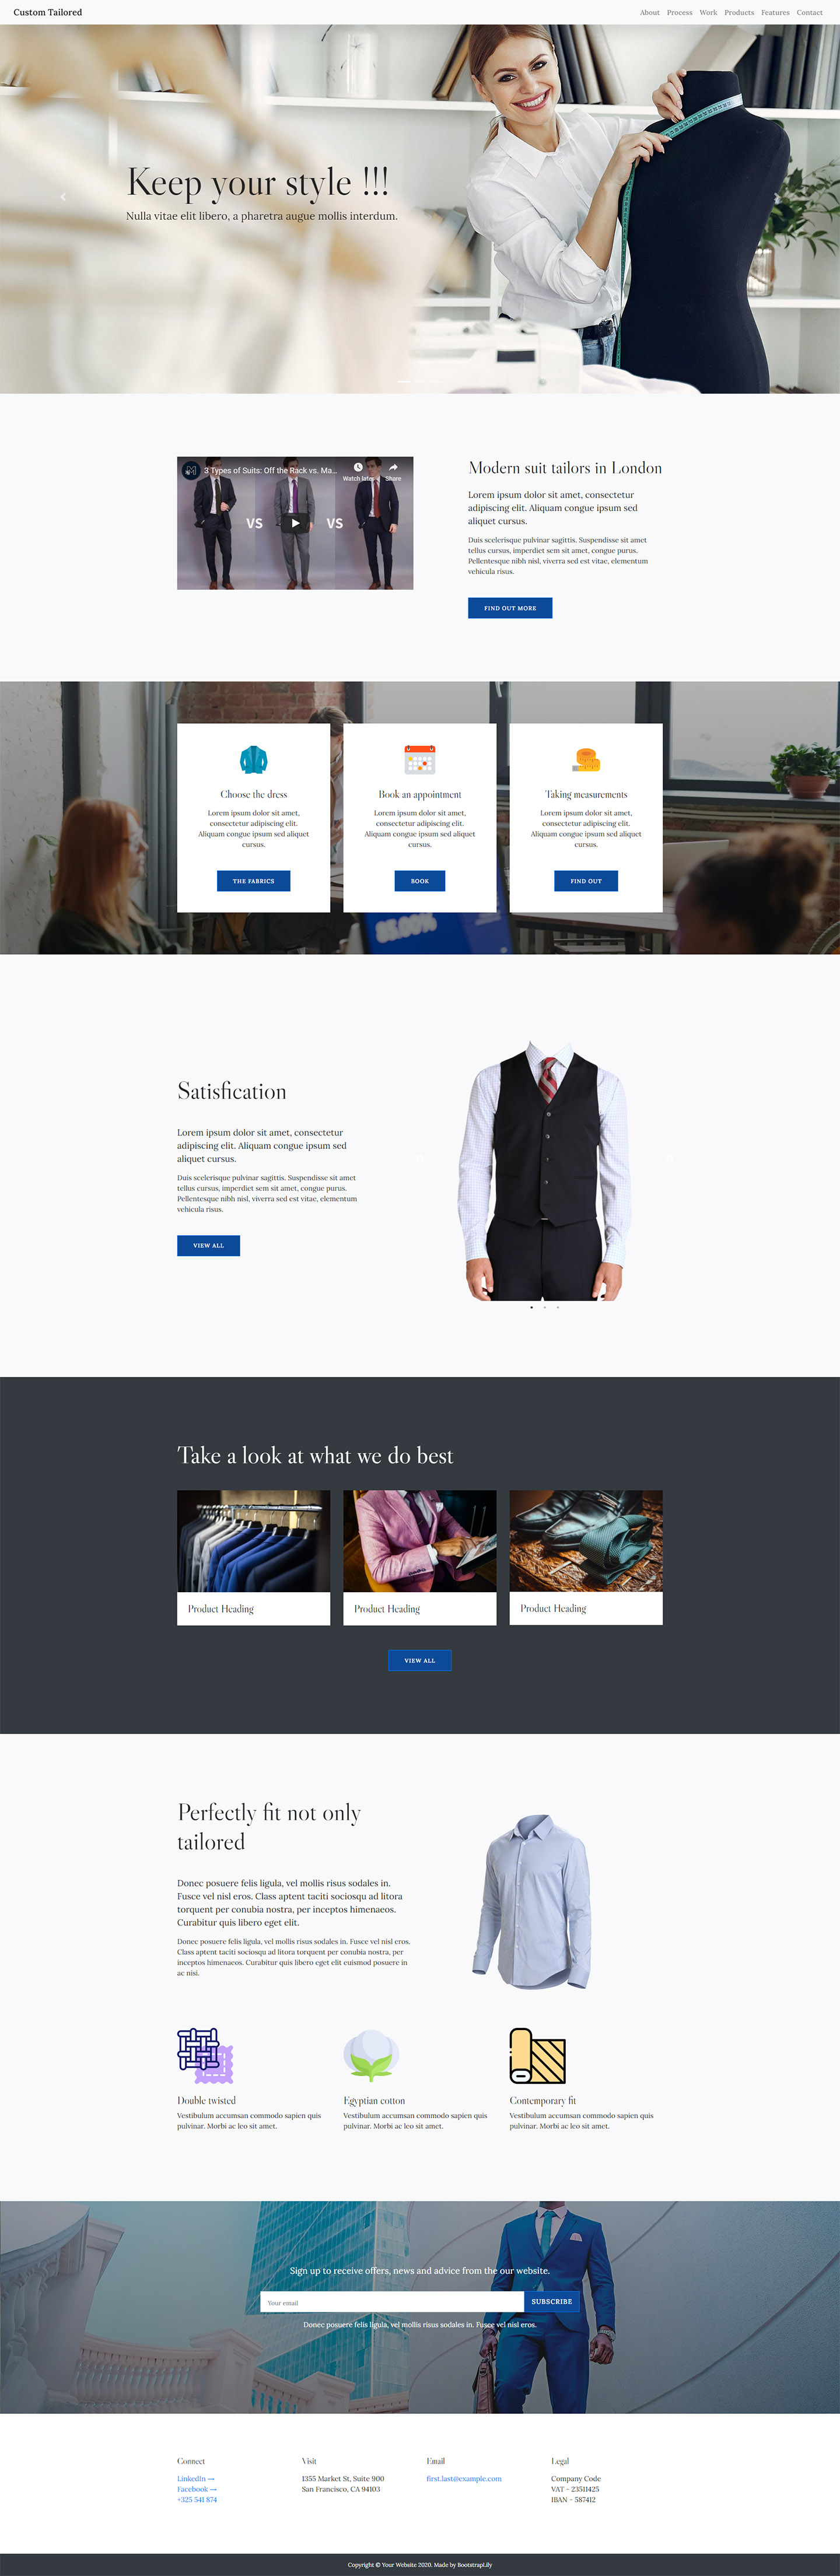 Custom Tailored
About Process Work Products Features Contact
Keep your style !!!
Nulla vitae elit libero, a pharetra augue mollis interdum.
3 Types of Suits: Off the Rack vs. Ma...
Watch later
Share
VS VS
Modern suit tailors in London
Lorem ipsum dolor sit amet, consectetur
adipiscing elit. Aliquam congue ipsum sed
aliquet cursus.
Duis scelerisque pulvinar sagittis. Suspendisse sit amet
tellus cursus, imperdiet sem sit amet, congue purus.
Pellentesque nibh nisl, viverra sed est vitae, elementum
vehicula risus.
FIND OUT MORE
Choose the dress
Lorem ipsum dolor sit amet,
consectetur adipiscing elit.
Aliquam congue ipsum sed aliquet
cursus.
THE FABRICS
Book an appointment
Lorem ipsum dolor sit amet,
consectetur adipiscing elit.
Aliquam congue ipsum sed aliquet
cursus.
BOOK
Taking measurements
Lorem ipsum dolor sit amet,
consectetur adipiscing elit.
Aliquam congue ipsum sed aliquet
cursus.
FIND OUT
Satisfication
Lorem ipsum dolor sit amet, consectetur
adipiscing elit. Aliquam congue ipsum sed
aliquet cursus.
Duis scelerisque pulvinar sagittis. Suspendisse sit amet
tellus cursus, imperdiet sem sit amet, congue purus.
Pellentesque nibh nisl, viverra sed est vitae, elementum
vehicula risus.
VIEW ALL
Take a look at what we do best
Product Heading
Product Heading
Product Heading
VIEW ALL
Perfectly fit not only
tailored
Donec posuere felis ligula, vel mollis risus sodales in.
Fusce vel nisl eros. Class aptent taciti sociosqu ad litora
torquent per conubia nostra, per inceptos himenaeos.
Curabitur quis libero eget elit.
Donec posuere felis ligula, vel mollis risus sodales in. Fusce vel nisl eros.
Class aptent taciti sociosqu ad litora torquent per conubia nostra, per
inceptos himenaeos. Curabitur quis libero eget elit euismod posuere in
ac nisi.
Double twisted
Vestibulum accumsan commodo sapien quis
pulvinar. Morbi ac leo sit amet.
Egyptian cotton
Vestibulum accumsan commodo sapien quis
pulvinar. Morbi ac leo sit amet.
Contemporary fit
Vestibulum accumsan commodo sapien quis
pulvinar. Morbi ac leo sit amet.
Sign up to receive offers, news and advice from the our website.
Your email
SUBSCRIBE
Donec posuere felis ligula, vel mollis risus sodales in. Fusce vel nisl eros.
Connect
LinkedIn →
Facebook →
+325 541 874
Visit
1355 Market St, Suite 900
San Francisco, CA 94103
Email
first.last@example.com
Legal
Company Code
VAT - 23511425
IBAN - 587412
Copyright © Your Website 2020. Made by BootstrapLily